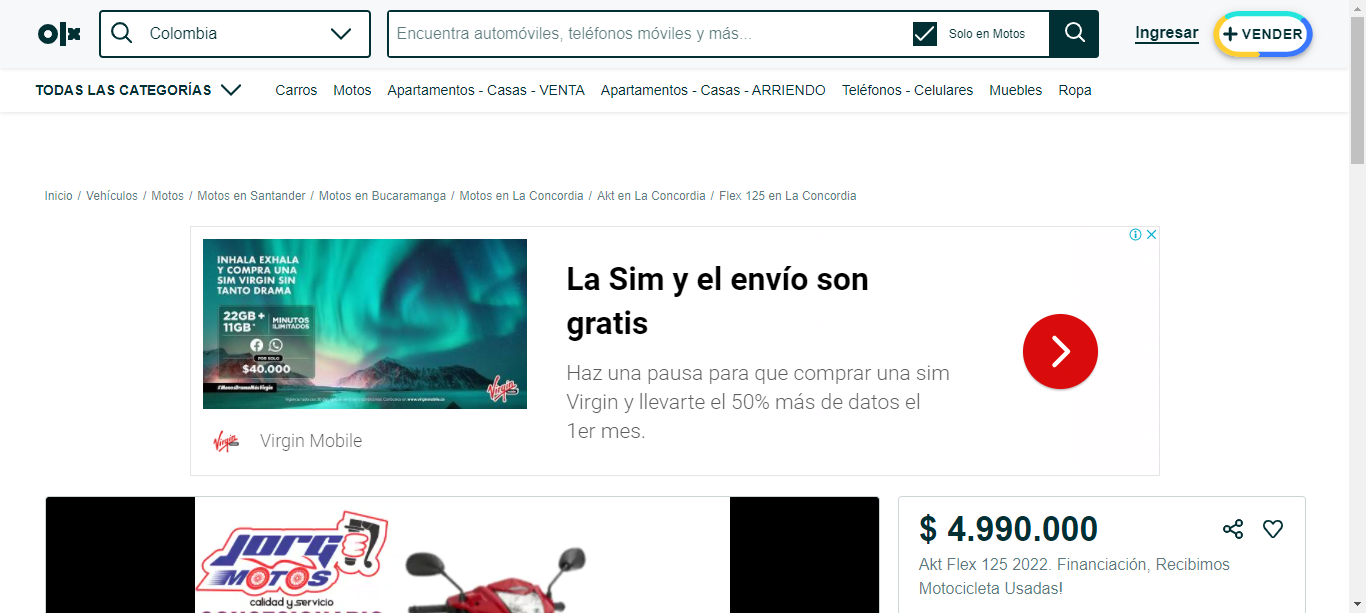 olx
Colombia
Encuentra automóviles, teléfonos móviles y más...
Solo en Motos
Ingresar
+ VENDER
TODAS LAS CATEGORÍAS
Carros Motos Apartamentos - Casas - VENTA Apartamentos - Casas - ARRIENDO Teléfonos - Celulares Muebles Ropa
Inicio / Vehículos / Motos / Motos en Santander / Motos en Bucaramanga / Motos en La Concordia / Akt en La Concordia / Flex 125 en La Concordia
INHALA EXHALA
Y COMPRA UNA
SIM VIRGIN SIN
TANTO DRAMA
22GB +
11GB*
MINUTOS
ILIMITADOS
POR SOLO
$40.000
#MenosDramaMásVirgin
Virgin
Virgin
Virgin Mobile
La Sim y el envío son
gratis
Haz una pausa para que comprar una sim
Virgin y llevarte el 50% más de datos el
1er mes.
JORG
MOTOS
calidad y servicio
CONCESIONARIO
$ 4.990.000
Akt Flex 125 2022. Financiación, Recibimos
Motocicleta Usadas!